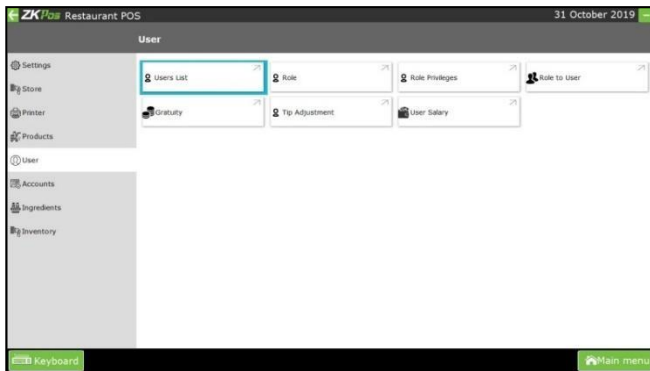 ZKPos Restaurant POS
31 October 2019
User
Settings
Store
Printer
Products
User
Accounts
Ingredients
Inventory
Users List
Role
Role Privileges
Role to User
Gratuity
Tip Adjustment
User Salary
Keyboard
Main menu